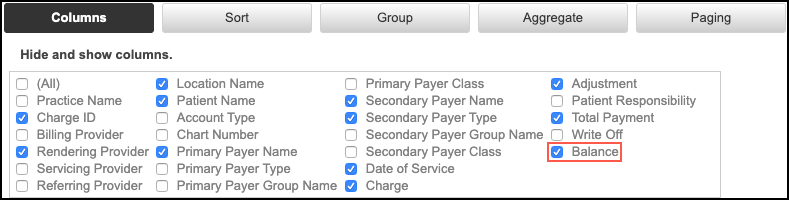 Columns Sort Group Aggregate Paging
Hide and show columns.
(All) Location Name Primary Payer Class Adjustment
Practice Name Patient Name Secondary Payer Name Patient Responsibility
Charge ID Account Type Secondary Payer Type Total Payment
Billing Provider Chart Number Secondary Payer Group Name Write Off
Rendering Provider Primary Payer Name Secondary Payer Class Balance
Servicing Provider Primary Payer Type Date of Service
Referring Provider Primary Payer Group Name Charge